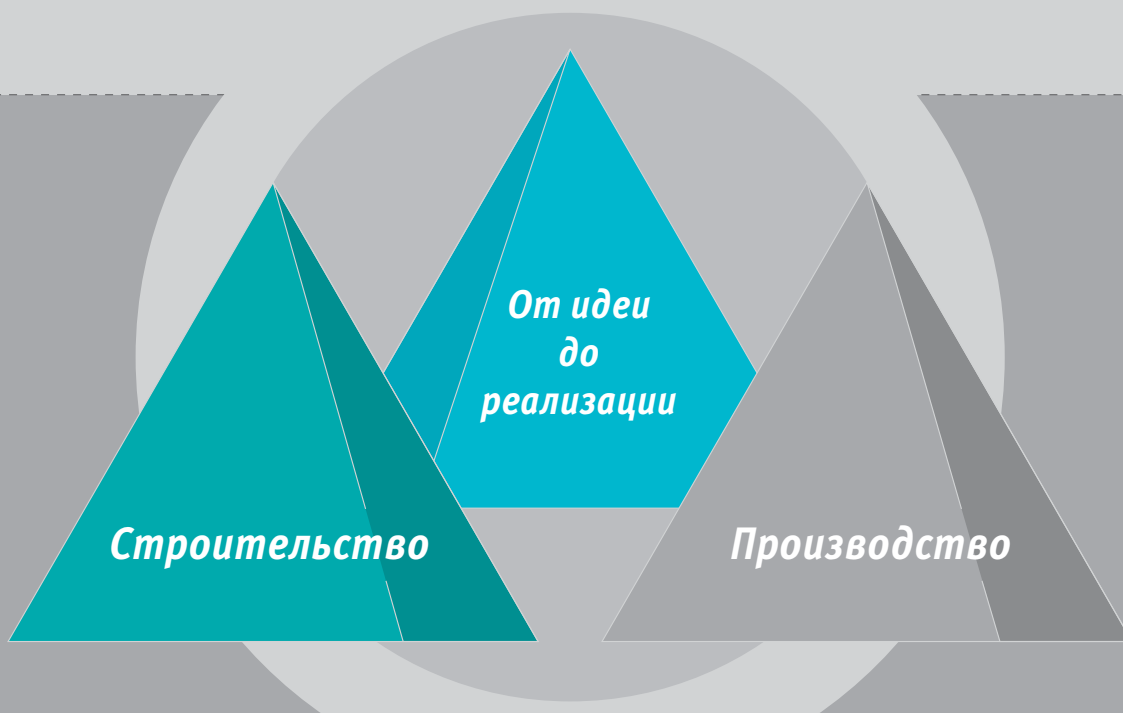 От идеи
до
реализации
Строительство
Производство